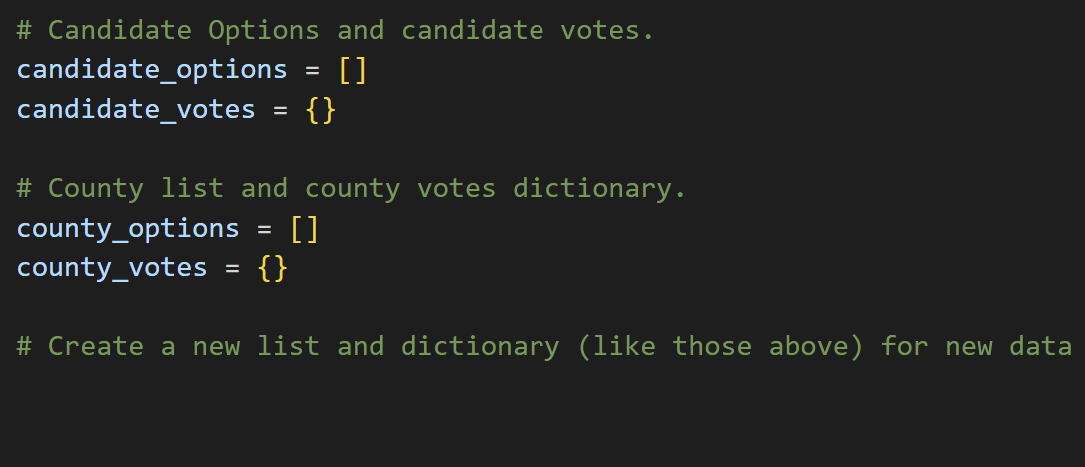 # Candidate Options and candidate votes.
candidate_options = []
candidate_votes = {}
# County list and county votes dictionary.
county_options = []
county_votes = {}
# Create a new list and dictionary (like those above) for new data